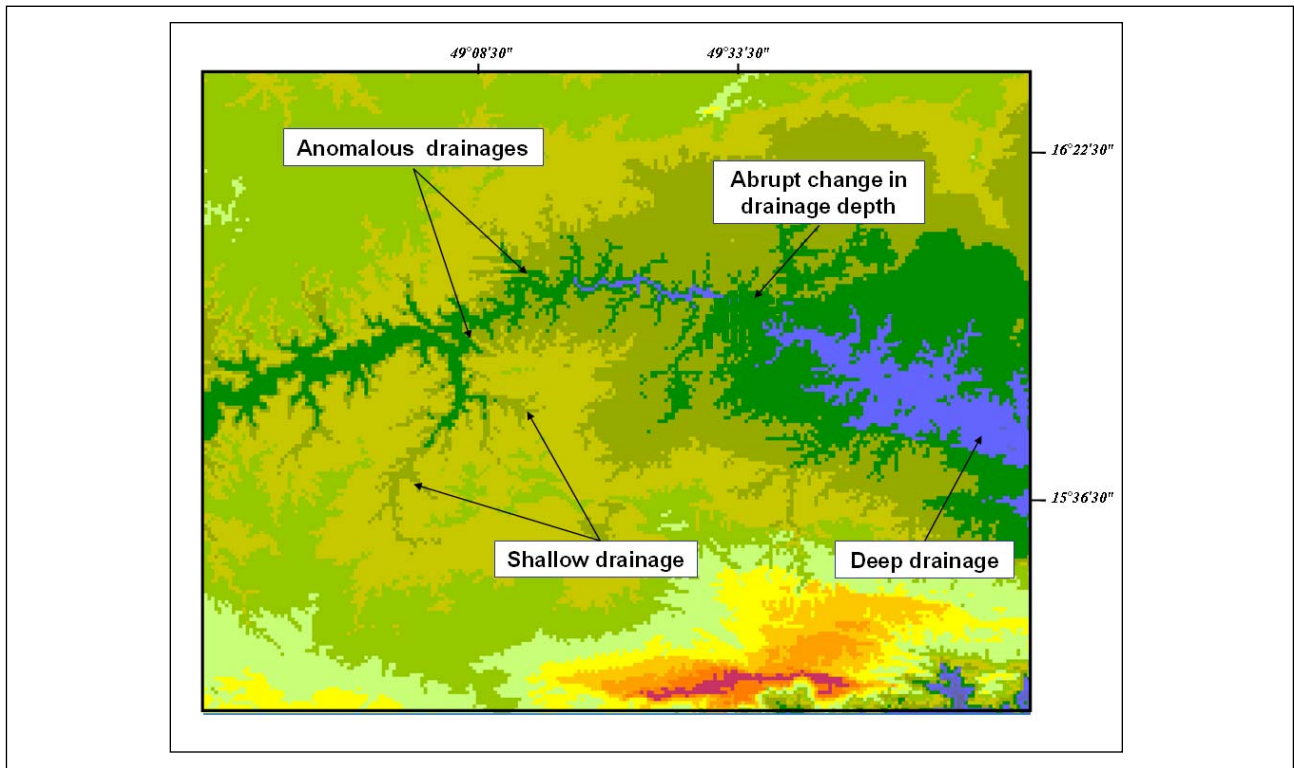 49°08'30"
49°33'30"
Anomalous drainages
16°22'30"
Abrupt change in
drainage depth
15°36'30"
Shallow drainage
Deep drainage